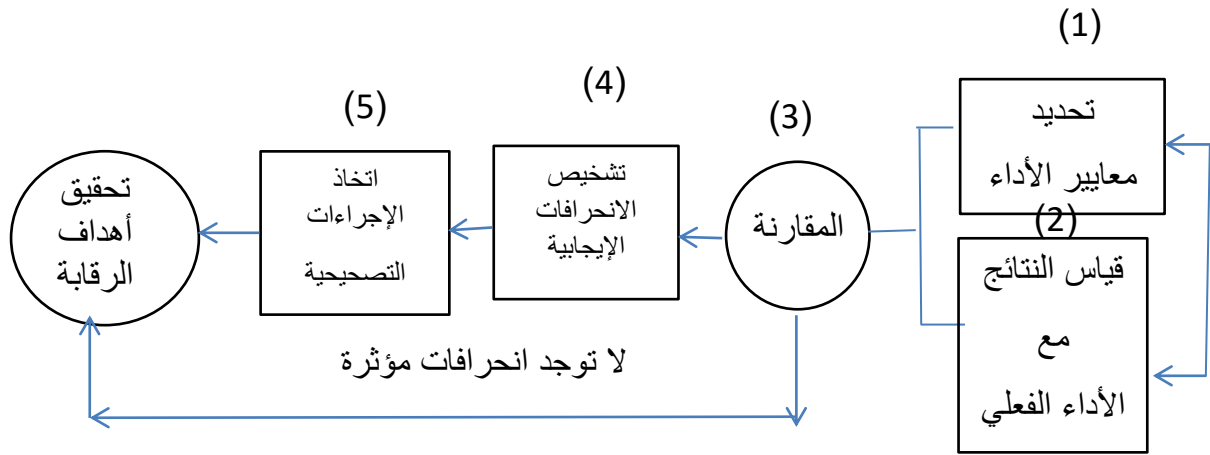 (1)
تحديد
معايير الأداء
(2)
قياس النتائج
مع
الأداء الفعلي
(3)
المقارنة
(4)
تشخيص
الانحرافات
الإيجابية
(5)
اتخاذ
الإجراءات
التصحيحية
تحقيق
أهداف
الرقابة
لا توجد انحرافات مؤثرة